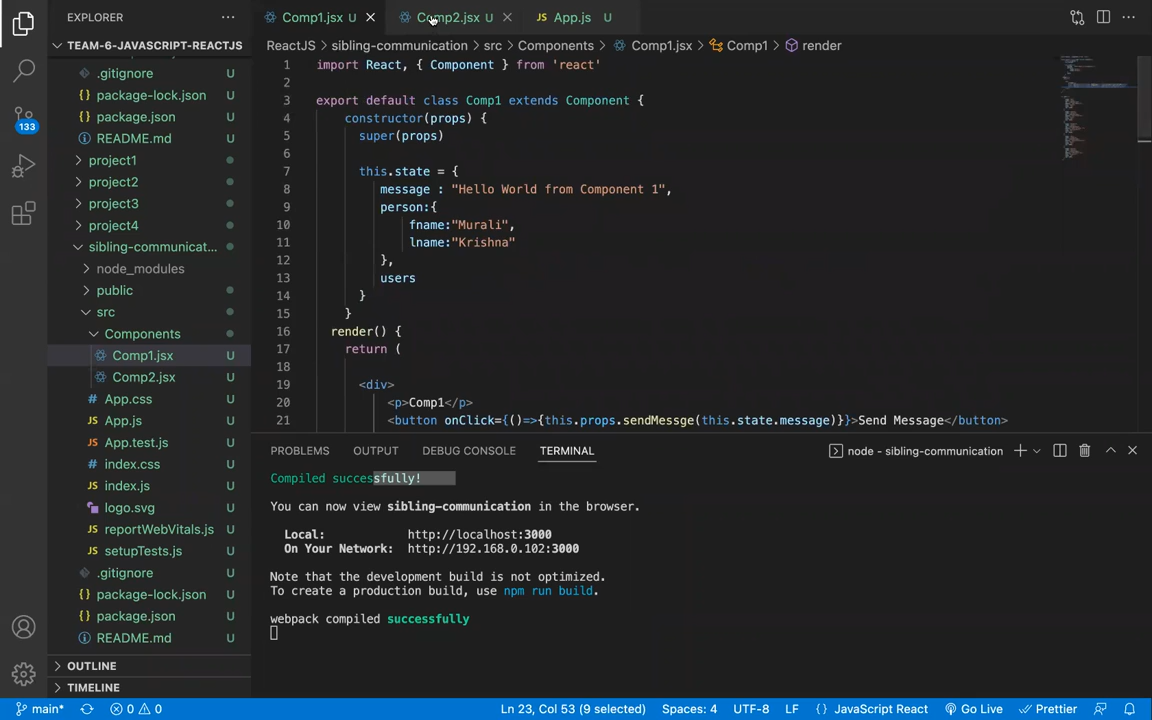 EXPLORER
TEAM-6-JAVASCRIPT-REACTJS
.gitignore U
{} package-lock.json U
{} package.json U
README.md U
project1
project2
project3
project4
sibling-communicat...
node_modules
public
src
Components
Comp1.jsx U
Comp2.jsx U
# App.css U
JS App.js U
JS App.test.js U
# index.css U
JS index.js U
logo.svg U
JS reportWebVitals.js U
JS setupTests.js U
.gitignore U
{} package-lock.json U
{} package.json U
README.md U
OUTLINE
TIMELINE
133
Comp1.jsx U Comp2.jsx U JS App.js U
ReactJS > sibling-communication > src > Components > Comp1.jsx > Comp1 > render
1 import React, { Component } from 'react'
2
3 export default class Comp1 extends Component {
4 constructor(props) {
5 super(props)
6
7 this.state = {
8 message : "Hello World from Component 1",
9 person:{
10 fname:"Murali",
11 lname:"Krishna"
12 },
13 users
14 }
15 }
16 render() {
17 return (
18
19 <div>
20 <p>Comp1</p>
21 <button onClick={()=>{this.props.sendMessge(this.state.message)}}>Send Message</button>
PROBLEMS OUTPUT DEBUG CONSOLE TERMINAL node - sibling-communication
Compiled successfully!
You can now view sibling-communication in the browser.
Local: http://localhost:3000
On Your Network: http://192.168.0.102:3000
Note that the development build is not optimized.
To create a production build, use npm run build.
webpack compiled successfully
main* 0 0 Ln 23, Col 53 (9 selected) Spaces: 4 UTF-8 LF {} JavaScript React Go Live Prettier